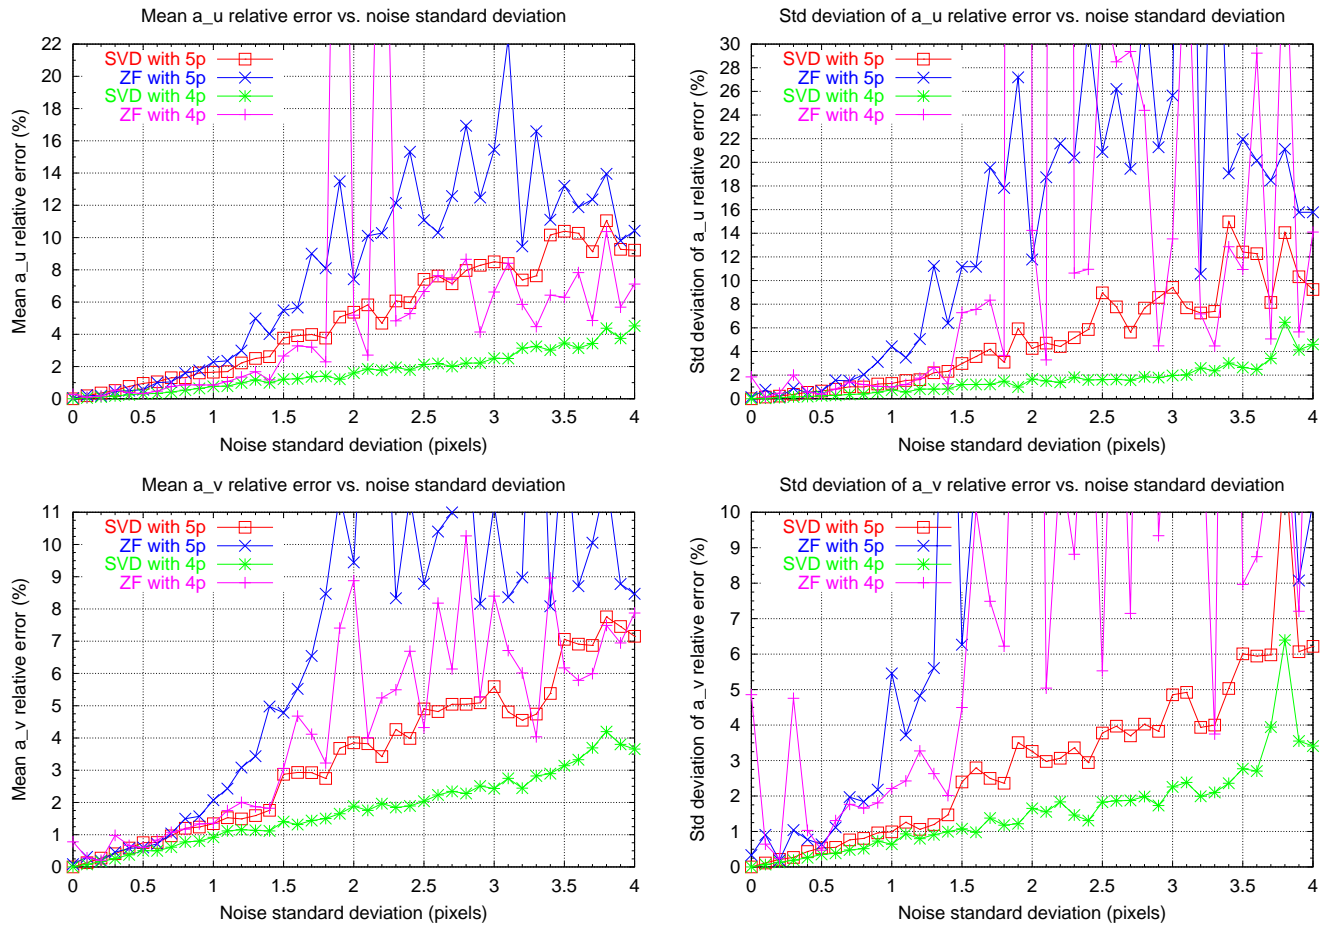 Mean a_u relative error vs. noise standard deviation
Mean a_u relative error (%)
22
20
18
16
14
12
10
8
6
4
2
0
SVD with 5p
ZF with 5p
SVD with 4p
ZF with 4p
0 0.5 1 1.5 2 2.5 3 3.5 4
Noise standard deviation (pixels)
Std deviation of a_u relative error vs. noise standard deviation
Std deviation of a_u relative error (%)
30
28
26
24
22
20
18
16
14
12
10
8
6
4
2
0
SVD with 5p
ZF with 5p
SVD with 4p
ZF with 4p
0 0.5 1 1.5 2 2.5 3 3.5 4
Noise standard deviation (pixels)
Mean a_v relative error vs. noise standard deviation
Mean a_v relative error (%)
11
10
9
8
7
6
5
4
3
2
1
0
SVD with 5p
ZF with 5p
SVD with 4p
ZF with 4p
0 0.5 1 1.5 2 2.5 3 3.5 4
Noise standard deviation (pixels)
Std deviation of a_v relative error vs. noise standard deviation
Std deviation of a_v relative error (%)
10
9
8
7
6
5
4
3
2
1
0
SVD with 5p
ZF with 5p
SVD with 4p
ZF with 4p
0 0.5 1 1.5 2 2.5 3 3.5 4
Noise standard deviation (pixels)